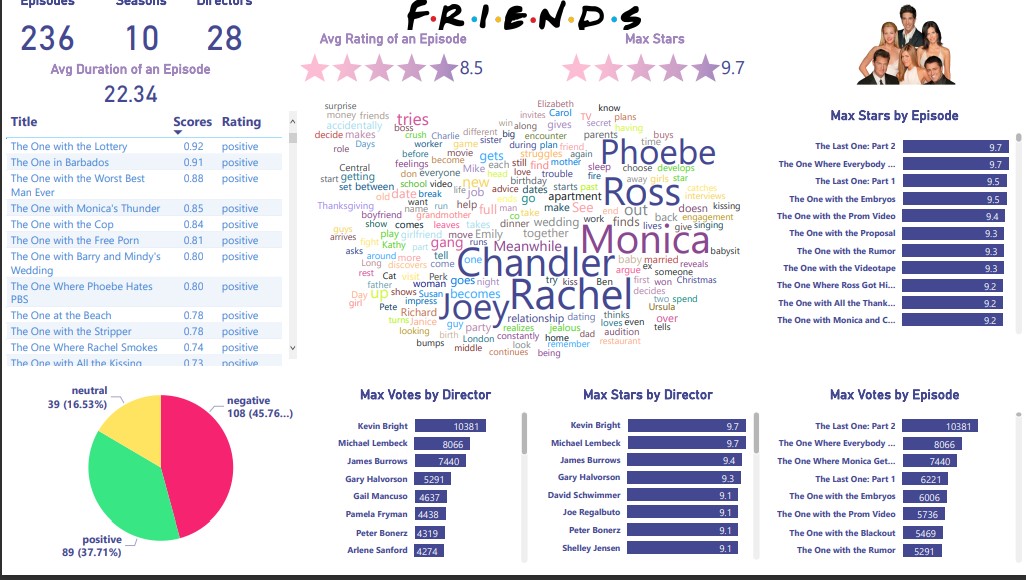 Episodes
Seasons
Directors
236
10
28
Avg Duration of an Episode
22.34
F·R·I·E·N·D·S
Avg Rating of an Episode
8.5
Max Stars
9.7
Title Scores Rating
The One with the Lottery 0.92 positive
The One in Barbados 0.91 positive
The One with the Worst Best 0.88 positive
Man Ever
The One with Monica's Thunder 0.85 positive
The One with the Cop 0.84 positive
The One with the Free Porn 0.81 positive
The One with Barry and Mindy's 0.80 positive
Wedding
The One Where Phoebe Hates 0.80 positive
PBS
The One at the Beach 0.78 positive
The One with the Stripper 0.78 positive
The One Where Rachel Smokes 0.74 positive
The One with All the Kissing 0.73 positive
surprise
Elizabeth
know
money friends
invites Carol
TV plans
accidentally
tries
boss
win along gives
secret having
decide makes
crush Charlie different big encounter parents time buys
role Days
worker game sister during plan friend
Phoebe
before movie gets struggles again
feelings become each still find mother sleep choose develops
Central
don everyone Mike head love trouble fire away girls star
start getting
school video new birthday
Ross
set between
life job advice dates starts past catches
old date break ends go apartment interviews
Thanksgiving
want name run help full man co take make See end out doesn kissing
boyfriend grandmother back engagement
show comes leaves takes dinner wedding work finds lives give singing
guys play girlfriend move Emily together
Monica
arrives fight Kathy part gang runs Meanwhile babysit
asks around more tell one
Chandler
baby married reveals
Long discovers come argue ex someone
rest Cat visit Perk goes night try kiss Ben first won Christmas
father woman decides
Day up shows Susan becomes
Rachel
two spend
girl impress
Joey
Ursula
Pete Richard relationship dating thinks over
turns Janice guy party realizes jealous loves even tells
looking birth London constantly home dad audition
bumps look remember restaurant
middle continues being
Max Stars by Episode
The Last One: Part 2 9.7
The One Where Everybody ... 9.7
The Last One: Part 1 9.5
The One with the Embryos 9.5
The One with the Prom Video 9.4
The One with the Proposal 9.3
The One with the Rumor 9.3
The One with the Videotape 9.3
The One Where Ross Got Hi... 9.2
The One with All the Thank... 9.2
The One with Monica and C... 9.2
neutral
39 (16.53%)
negative
108 (45.76...)
positive
89 (37.71%)
Max Votes by Director
Kevin Bright 10381
Michael Lembeck 8066
James Burrows 7440
Gary Halvorson 5291
Gail Mancuso 4637
Pamela Fryman 4438
Peter Bonerz 4319
Arlene Sanford 4274
Max Stars by Director
Kevin Bright 9.7
Michael Lembeck 9.7
James Burrows 9.4
Gary Halvorson 9.3
David Schwimmer 9.1
Joe Regalbuto 9.1
Peter Bonerz 9.1
Shelley Jensen 9.1
Max Votes by Episode
The Last One: Part 2 10381
The One Where Everybody ... 8066
The One Where Monica Get... 7440
The Last One: Part 1 6221
The One with the Embryos 6006
The One with the Prom Video 5736
The One with the Blackout 5469
The One with the Rumor 5291